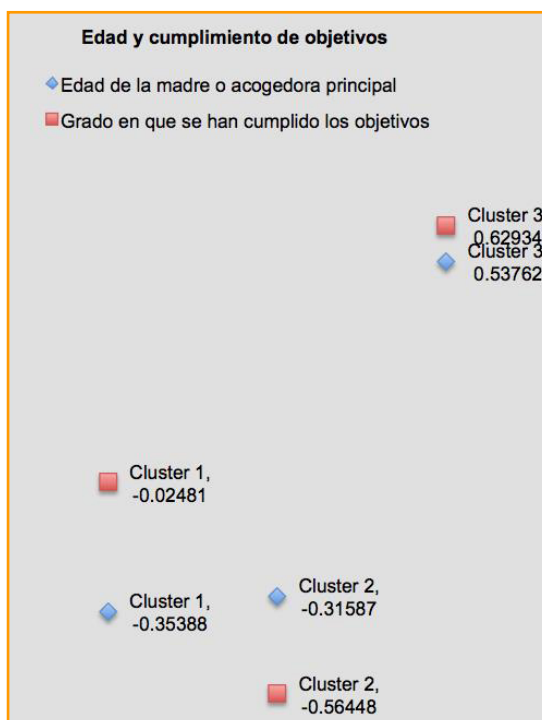 Edad y cumplimiento de objetivos
Edad de la madre o acogedora principal
Grado en que se han cumplido los objetivos
Cluster 3
0.62934
Cluster 3
0.53762
Cluster 1,
-0.02481
Cluster 1,
-0.35388
Cluster 2,
-0.31587
Cluster 2,
-0.56448